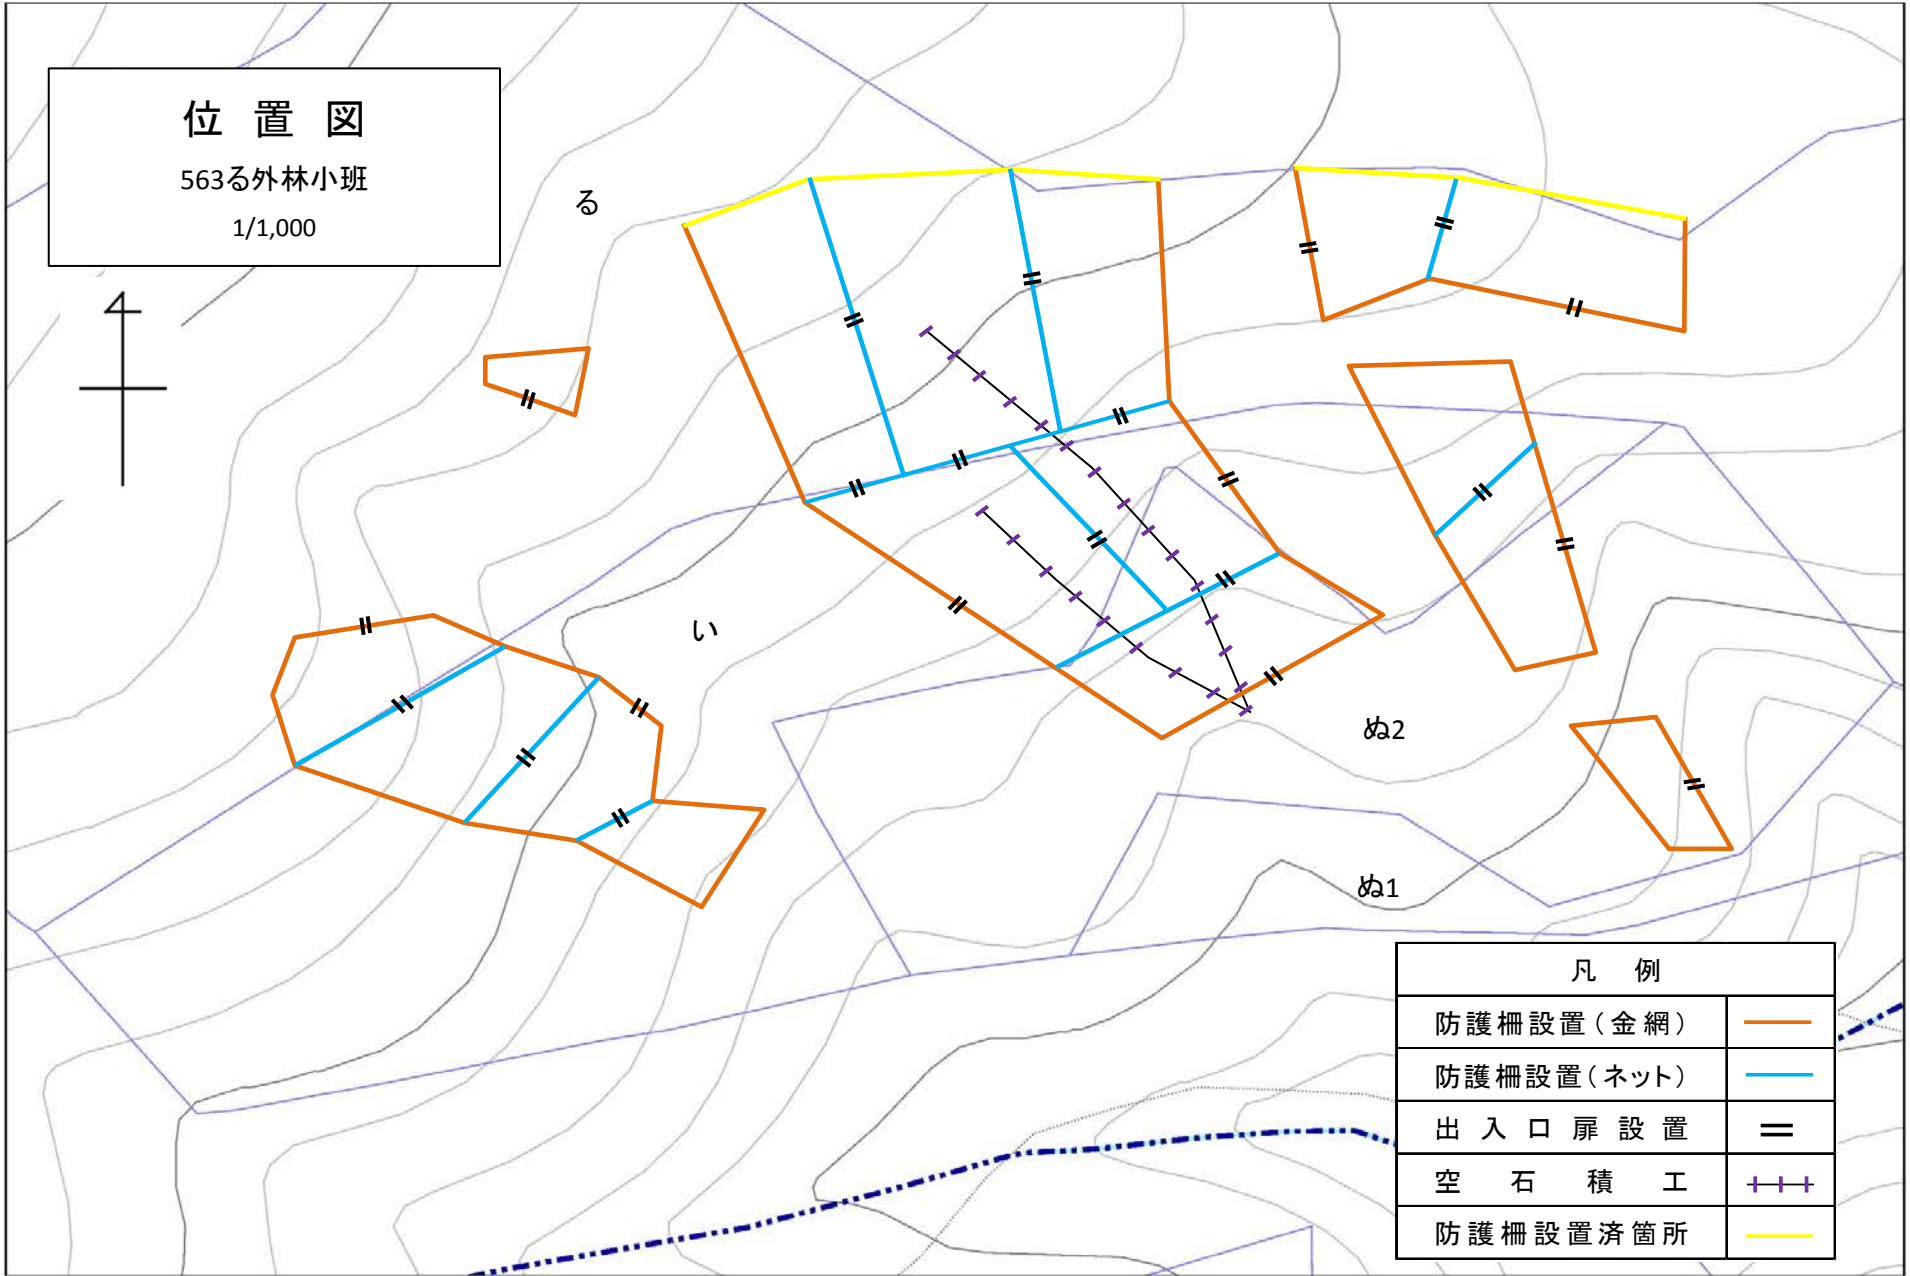 位置図
563る外林小班
1/1,000
る
い
ぬ2
ぬ1
凡例
防護柵設置(金網)
防護柵設置(ネット)
出入口扉設置
空石積工
防護柵設置済箇所